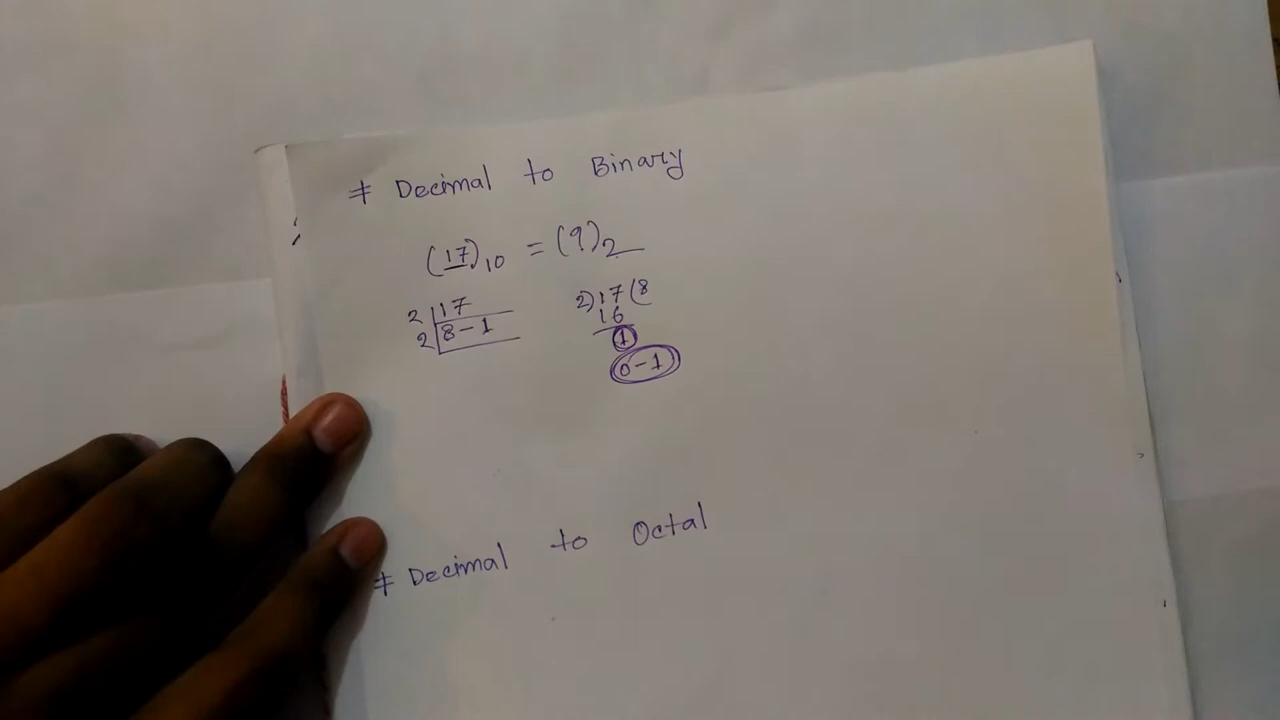 # Decimal to Binary
(17)10 = (?)2
2 | 17
2 | 8 - 1
2) 17 (8
16
1
0-1
# Decimal to Octal